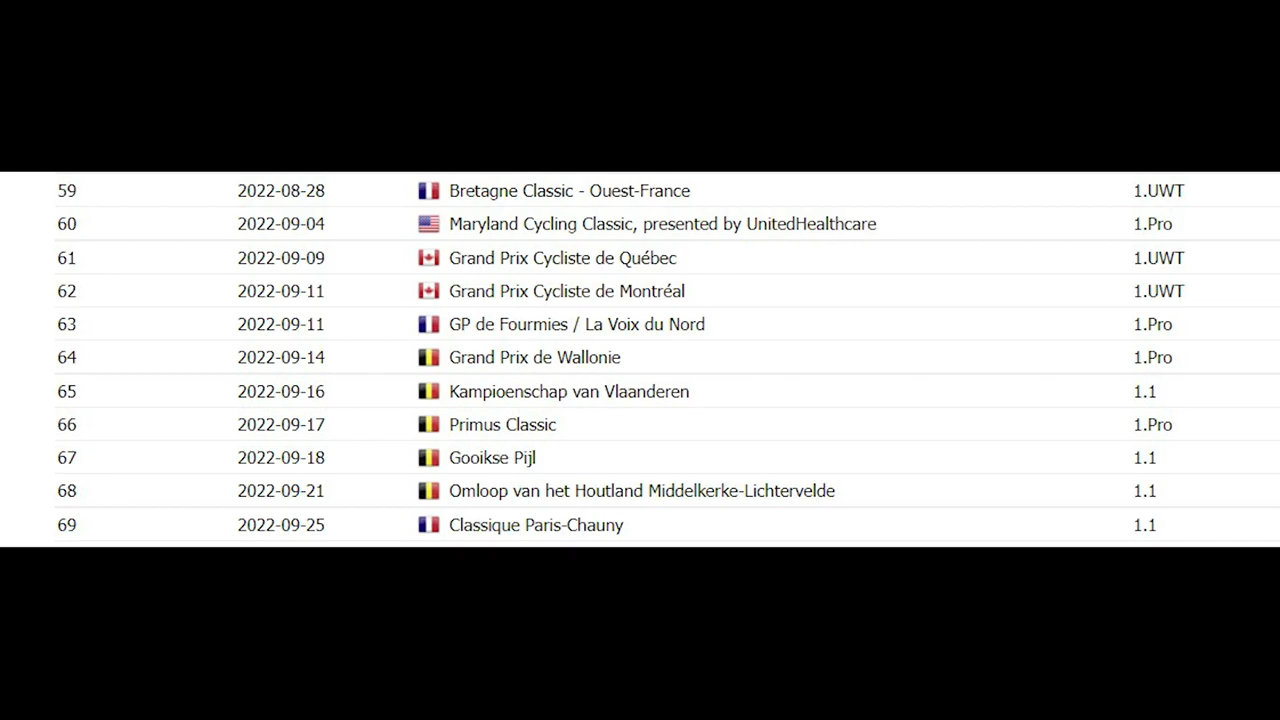 59 2022-08-28 Bretagne Classic - Ouest-France 1.UWT
60 2022-09-04 Maryland Cycling Classic, presented by UnitedHealthcare 1.Pro
61 2022-09-09 Grand Prix Cycliste de Québec 1.UWT
62 2022-09-11 Grand Prix Cycliste de Montréal 1.UWT
63 2022-09-11 GP de Fourmies / La Voix du Nord 1.Pro
64 2022-09-14 Grand Prix de Wallonie 1.Pro
65 2022-09-16 Kampioenschap van Vlaanderen 1.1
66 2022-09-17 Primus Classic 1.Pro
67 2022-09-18 Gooikse Pijl 1.1
68 2022-09-21 Omloop van het Houtland Middelkerke-Lichtervelde 1.1
69 2022-09-25 Classique Paris-Chauny 1.1